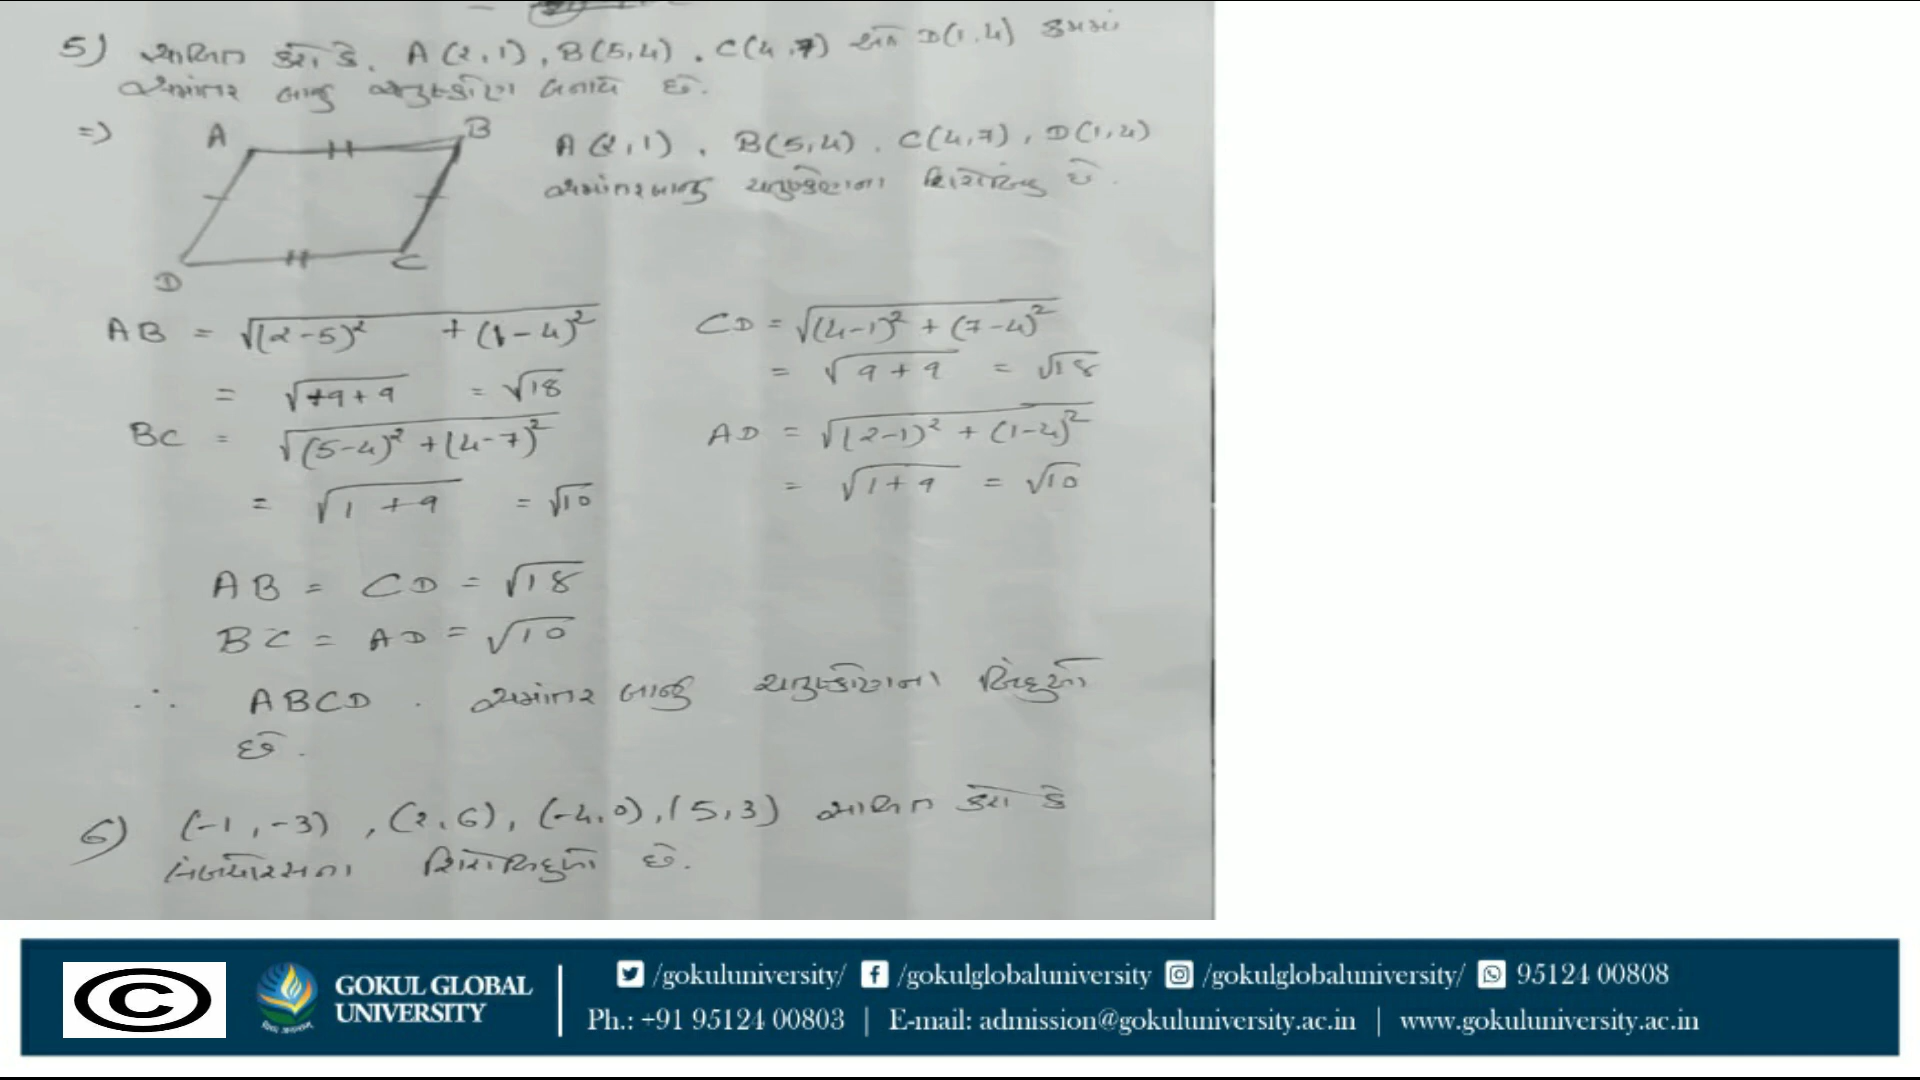 5) સાબિત કરો કે, A(2,1), B(5,4), C(4,7) અને D(1,4) ક્રમમાં
સમાંતર બાજુ ચતુષ્કોણ બનાવે છે.
=> A B A(2,1), B(5,4), C(4,7), D(1,4)
સમાંતરબાજુ ચતુષ્કોણના શિરોબિંદુ છે.
D C
AB = √((2-5)² + (1-4)²) CD = √((4-1)² + (7-4)²)
= √(9+9) = √18 = √(9+9) = √18
BC = √((5-4)² + (4-7)²) AD = √((2-1)² + (1-4)²)
= √(1+9) = √10 = √(1+9) = √10
AB = CD = √18
BC = AD = √10
∴ ABCD સમાંતર બાજુ ચતુષ્કોણના બિંદુઓ
છે.
6) (-1,-3), (2,6), (-4,0), (5,3) સાબિત કરો કે
લંબચોરસના શિરોબિંદુઓ છે.
GOKUL GLOBAL
UNIVERSITY
/gokuluniversity/ /gokulglobaluniversity /gokulglobaluniversity/ 95124 00808
Ph.: +91 95124 00803 | E-mail: admission@gokuluniversity.ac.in | www.gokuluniversity.ac.in